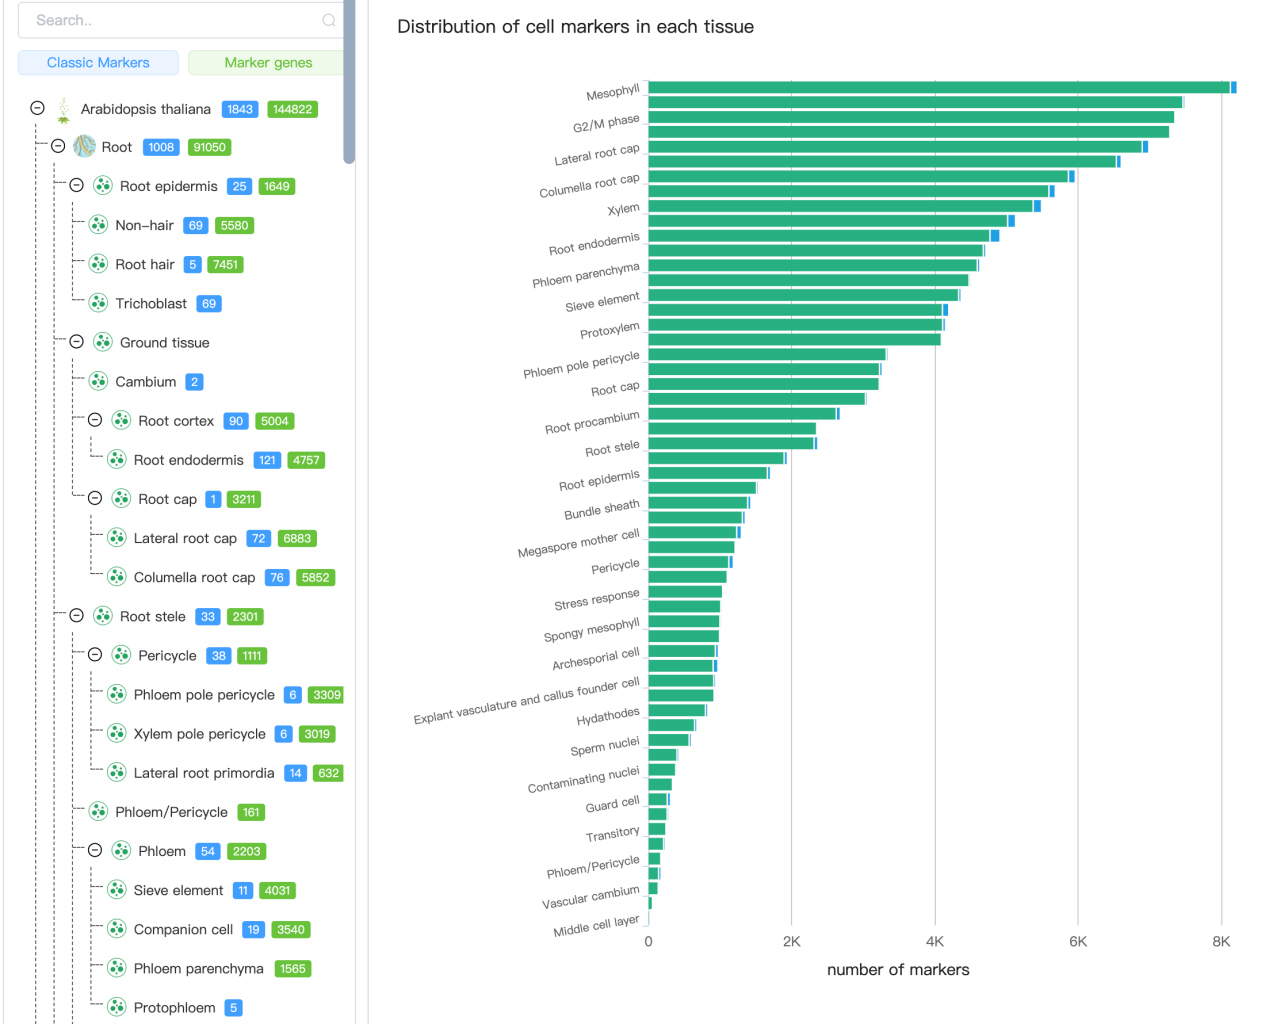 Search..
Classic Markers
Marker genes
Arabidopsis thaliana 1843 144822
Root 1008 91050
Root epidermis 25 1649
Non-hair 69 5580
Root hair 5 7451
Trichoblast 69
Ground tissue
Cambium 2
Root cortex 90 5004
Root endodermis 121 4757
Root cap 1 3211
Lateral root cap 72 6883
Columella root cap 76 5852
Root stele 33 2301
Pericycle 38 1111
Phloem pole pericycle 6 3309
Xylem pole pericycle 6 3019
Lateral root primordia 14 632
Phloem/Pericycle 161
Phloem 54 2203
Sieve element 11 4031
Companion cell 19 3540
Phloem parenchyma 1565
Protophloem 5
Distribution of cell markers in each tissue
Mesophyll
G2/M phase
Lateral root cap
Columella root cap
Xylem
Root endodermis
Phloem parenchyma
Sieve element
Protoxylem
Phloem pole pericycle
Root cap
Root procambium
Root stele
Root epidermis
Bundle sheath
Megaspore mother cell
Pericycle
Stress response
Spongy mesophyll
Archesporial cell
Explant vasculature and callus founder cell
Hydathodes
Sperm nuclei
Contaminating nuclei
Guard cell
Transitory
Phloem/Pericycle
Vascular cambium
Middle cell layer
0 2K 4K 6K 8K
number of markers